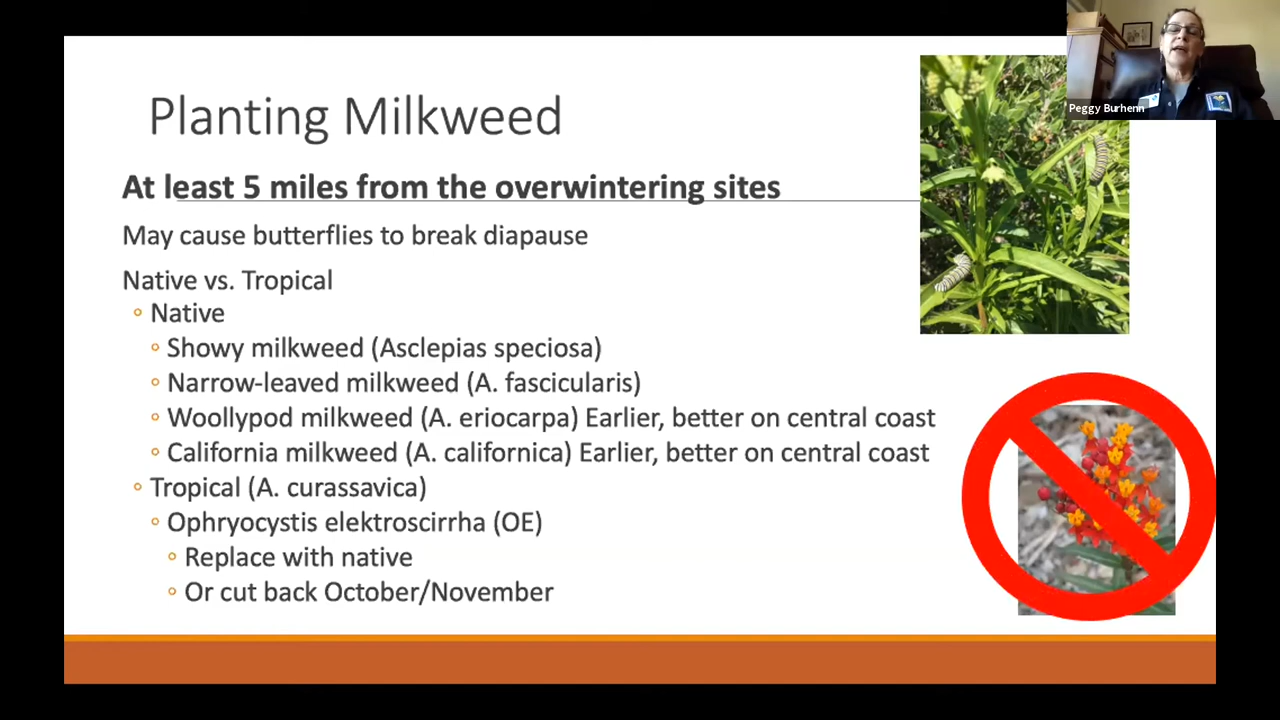 Planting Milkweed
At least 5 miles from the overwintering sites
May cause butterflies to break diapause
Native vs. Tropical
Native
Showy milkweed (Asclepias speciosa)
Narrow-leaved milkweed (A. fascicularis)
Woollypod milkweed (A. eriocarpa) Earlier, better on central coast
California milkweed (A. californica) Earlier, better on central coast
Tropical (A. curassavica)
Ophryocystis elektroscirrha (OE)
Replace with native
Or cut back October/November
Peggy Burhenn